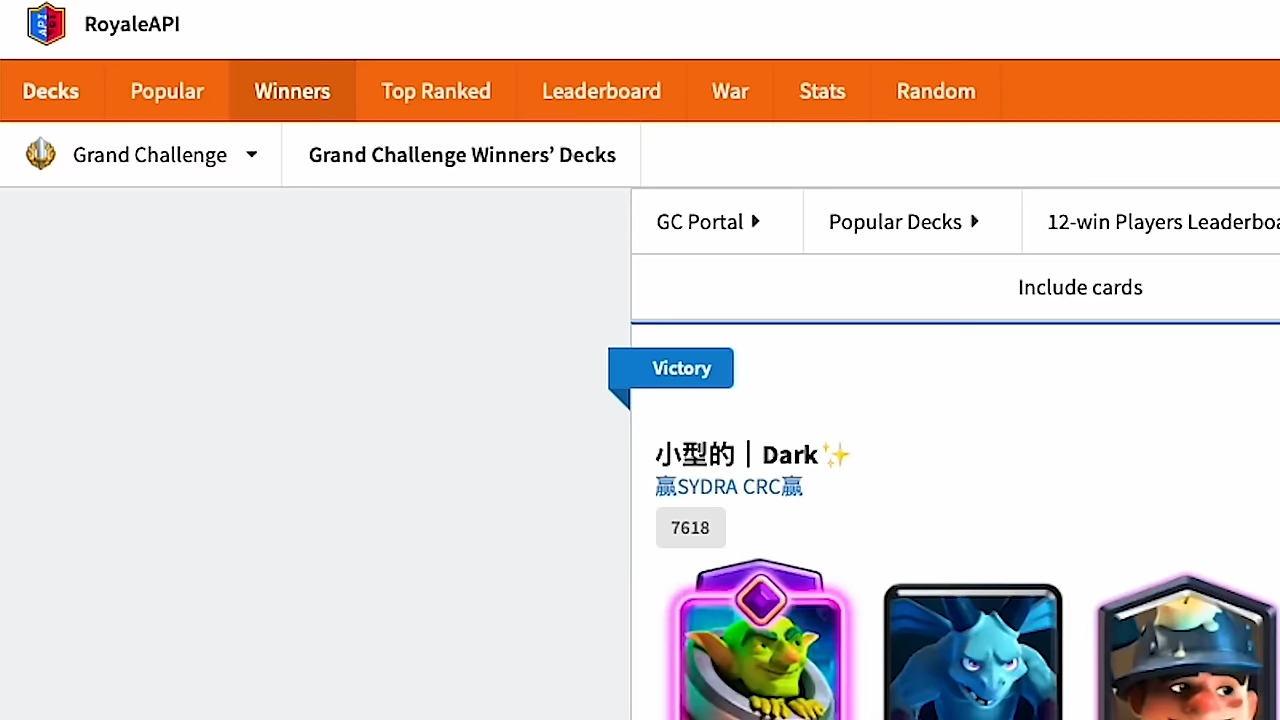 RoyaleAPI
Decks Popular Winners Top Ranked Leaderboard War Stats Random
Grand Challenge Grand Challenge Winners’ Decks
GC Portal Popular Decks 12-win Players Leaderboa
Include cards
Victory
小型的｜Dark✨
赢SYDRA CRC赢
7618